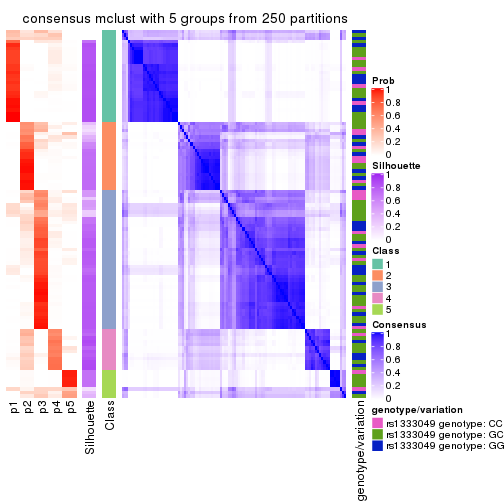 consensus mclust with 5 groups from 250 partitions
Prob
1
0.8
0.6
0.4
0.2
0
Silhouette
1
0.8
0.6
0.4
0.2
0
Class
1
2
3
4
5
Consensus
1
0.8
0.6
0.4
0.2
0
genotype/variation
rs1333049 genotype: CC
rs1333049 genotype: GC
rs1333049 genotype: GG
p1
p2
p3
p4
p5
Silhouette
Class
genotype/variation